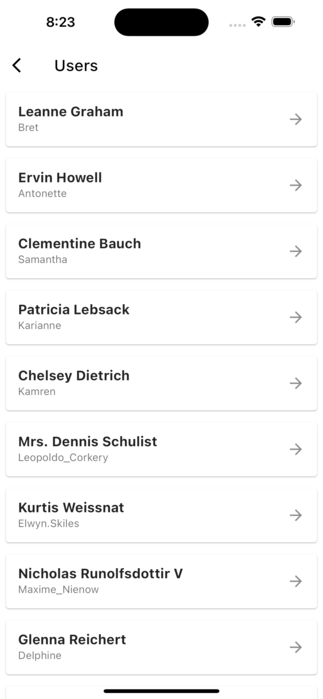 8:23
Users
Leanne Graham
Bret
Ervin Howell
Antonette
Clementine Bauch
Samantha
Patricia Lebsack
Karianne
Chelsey Dietrich
Kamren
Mrs. Dennis Schulist
Leopoldo_Corkery
Kurtis Weissnat
Elwyn.Skiles
Nicholas Runolfsdottir V
Maxime_Nienow
Glenna Reichert
Delphine